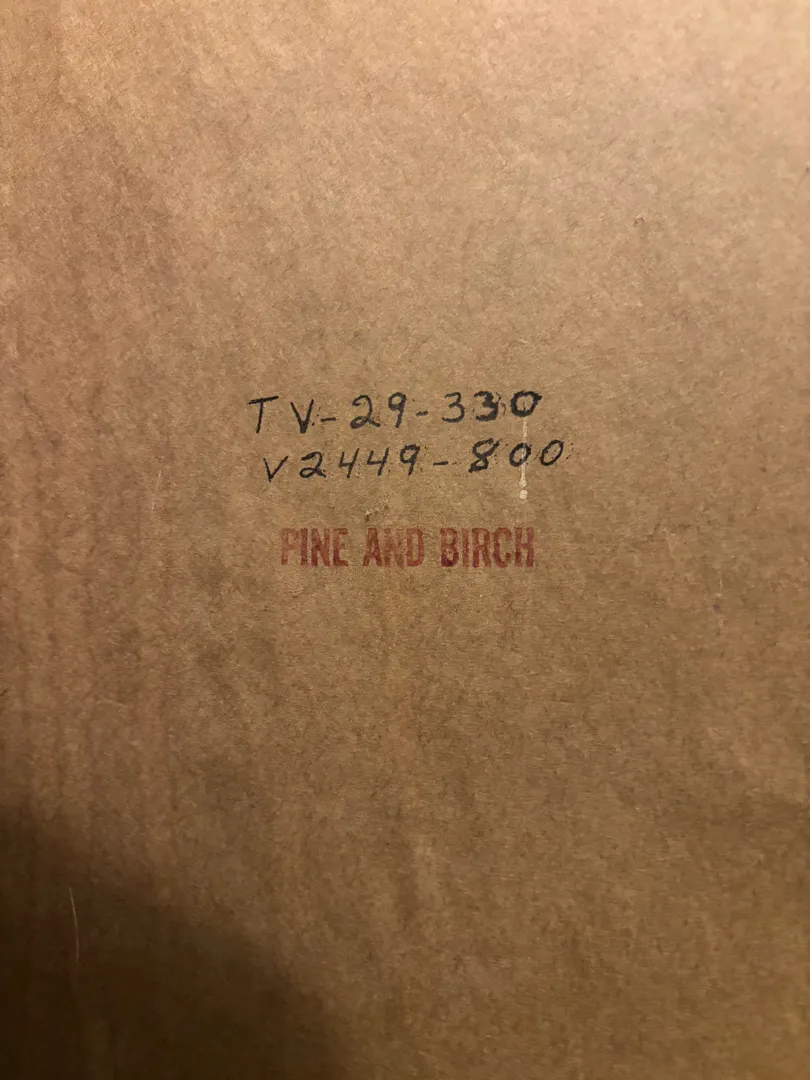 TV-29-330
V2449-800
PINE AND BIRCH